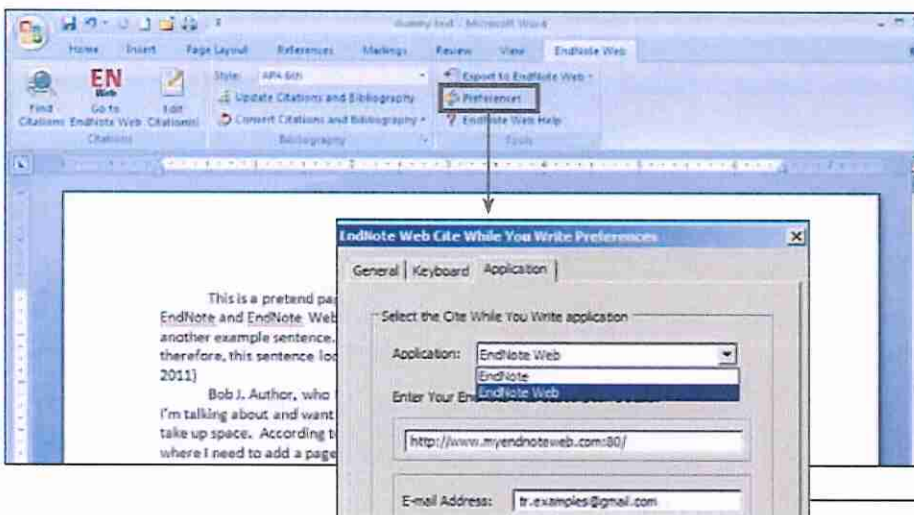 dummy text - Microsoft Word
Home Insert Page Layout References Mailings Review View EndNote Web
EN
Web
Find Citations
Go to EndNote Web
Edit Citation(s)
Citations
Style: APA 6th
Update Citations and Bibliography
Convert Citations and Bibliography
Bibliography
Export to EndNote Web
Preferences
EndNote Web Help
Tools
This is a pretend pa
EndNote and EndNote Web
another example sentence.
therefore, this sentence loo
2011)
Bob J. Author, who
I'm talking about and want
take up space. According t
where I need to add a page
EndNote Web Cite While You Write Preferences
General Keyboard Application
Select the Cite While You Write application
Application: EndNote Web
EndNote
EndNote Web
Enter Your En
http://www.myendnoteweb.com:80/
E-mail Address: tr.examples@gmail.com